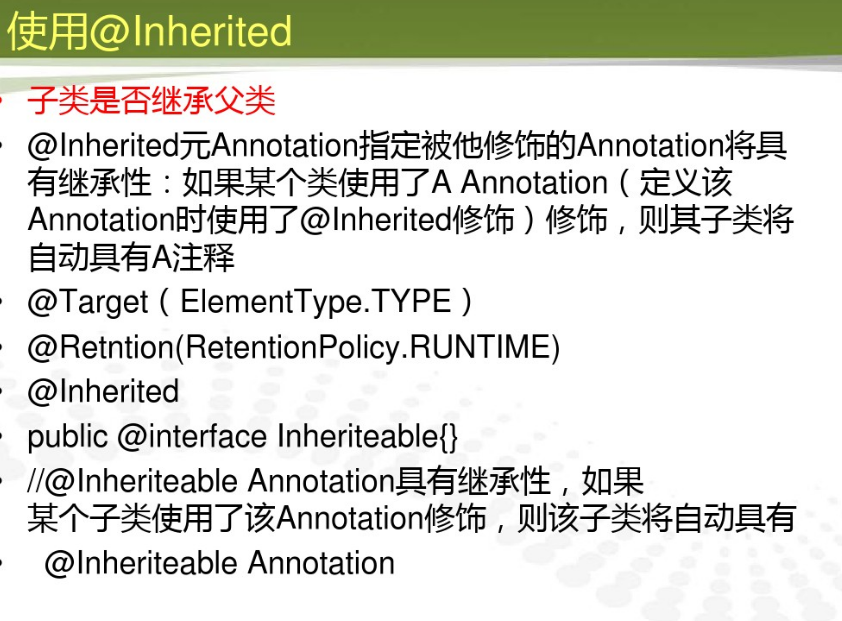 使用@Inherited
子类是否继承父类
@Inherited元Annotation指定被他修饰的Annotation将具
有继承性：如果某个类使用了A Annotation（定义该
Annotation时使用了@Inherited修饰）修饰，则其子类将
自动具有A注释
@Target（ElementType.TYPE）
@Retntion(RetentionPolicy.RUNTIME)
@Inherited
public @interface Inheriteable{}
//@Inheriteable Annotation具有继承性，如果
某个子类使用了该Annotation修饰，则该子类将自动具有
@Inheriteable Annotation